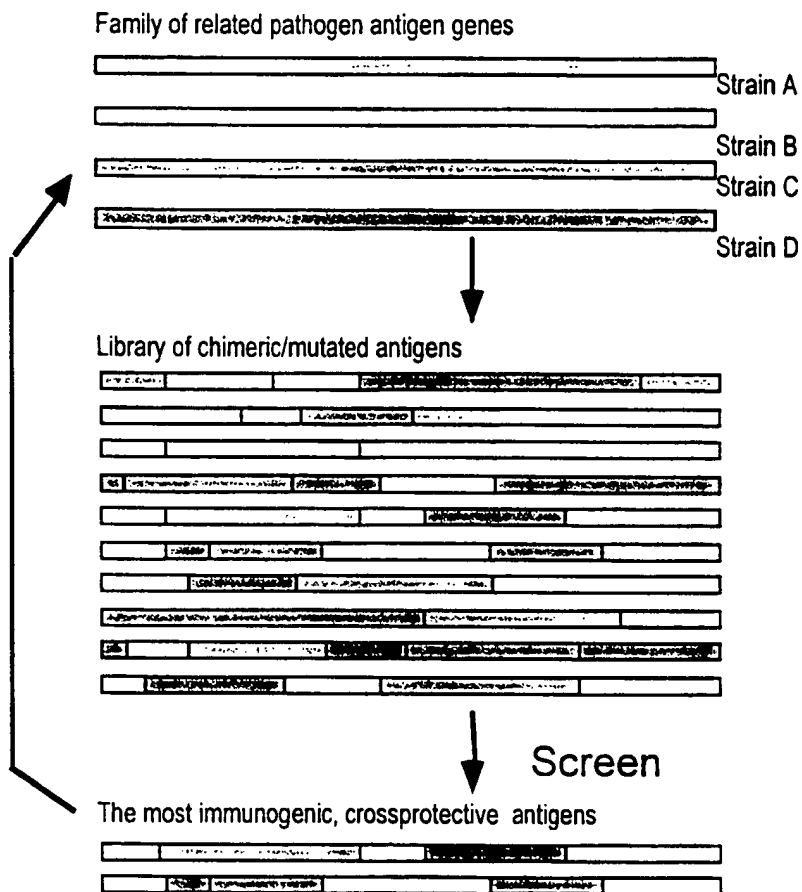 Family of related pathogen antigen genes
Strain A
Strain B
Strain C
Strain D
Library of chimeric/mutated antigens
Screen
The most immunogenic, crossprotective antigens